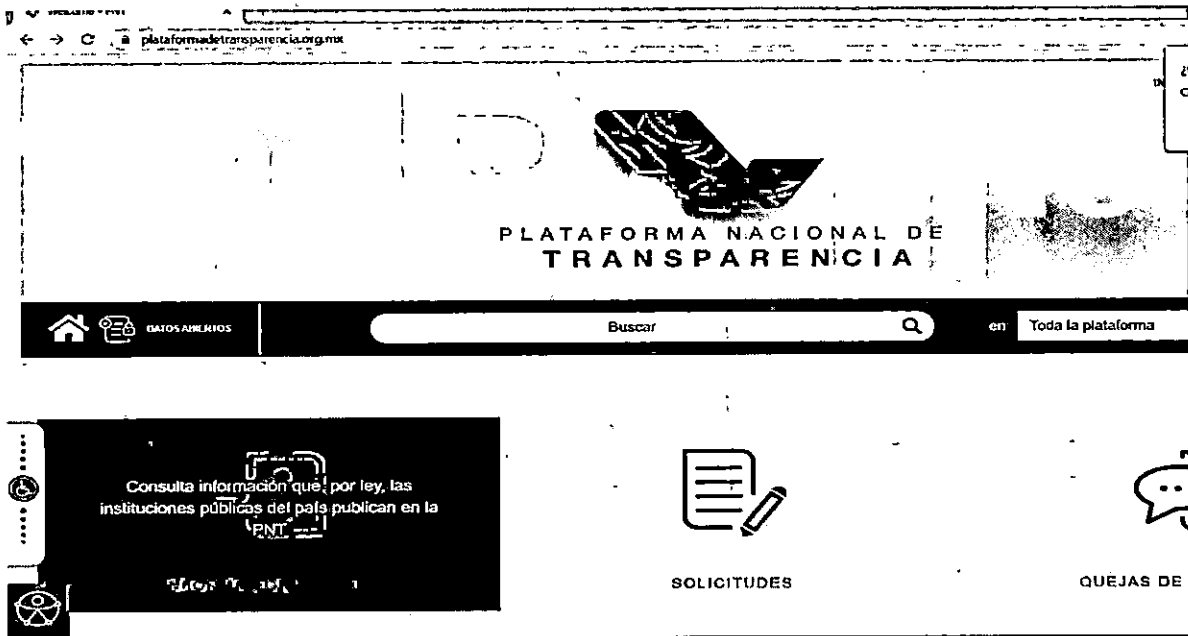 plataformadetransparencia.org.mx
PLATAFORMA NACIONAL DE
TRANSPARENCIA
DATOS ABIERTOS
Buscar
en
Toda la plataforma
Consulta información que, por ley, las
instituciones públicas del país publican en la
PNT
SOLICITUDES
QUEJAS DE